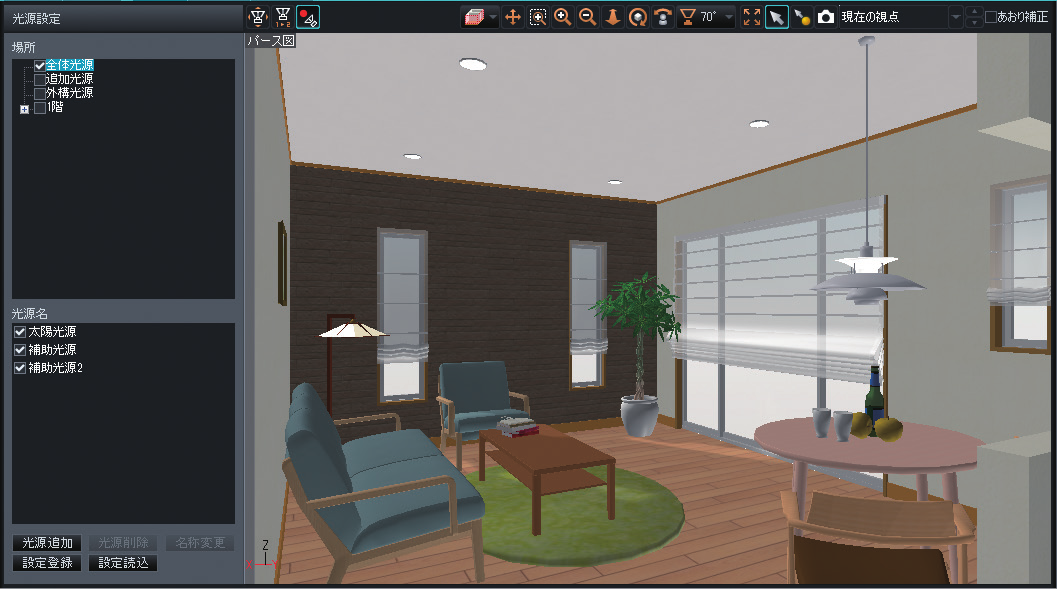 光源設定
70°
現在の視点
あおり補正
パース図
場所
全体光源
追加光源
外構光源
1階
光源名
太陽光源
補助光源
補助光源2
光源追加 光源削除 名称変更
設定登録 設定読込
Z